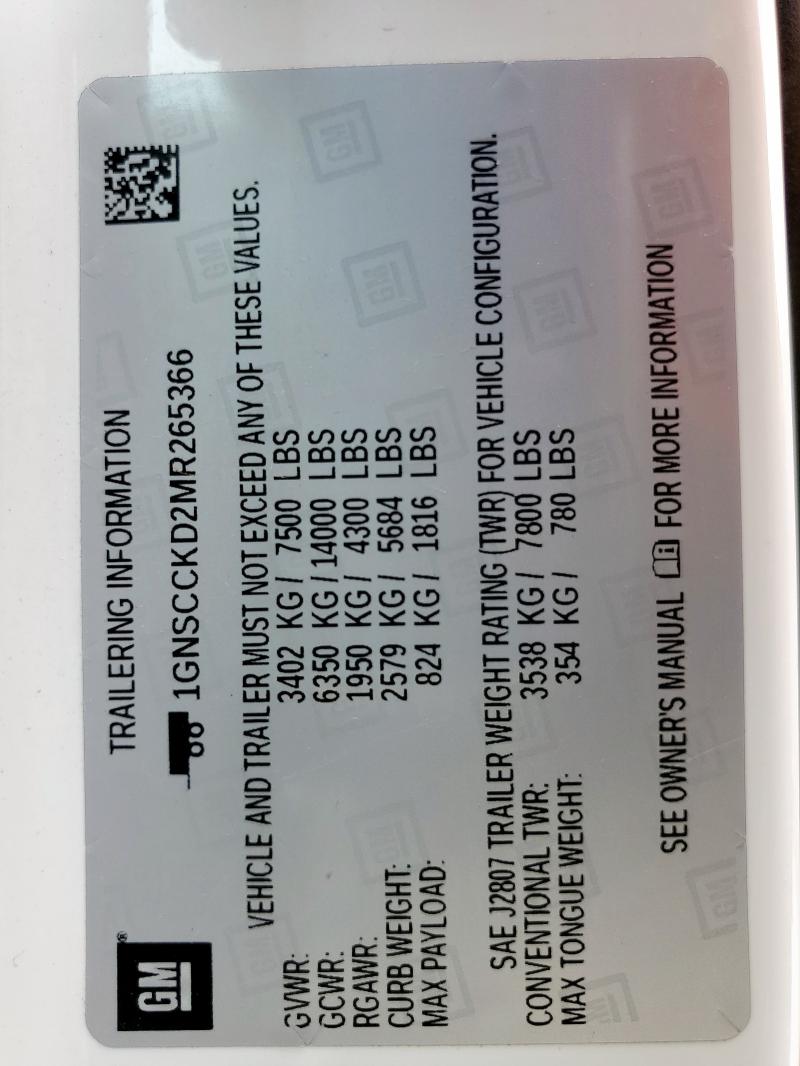 GM®
TRAILERING INFORMATION
1GNSCCKD2MR265366
VEHICLE AND TRAILER MUST NOT EXCEED ANY OF THESE VALUES.
GVWR: 3402 KG / 7500 LBS
GCWR: 6350 KG / 14000 LBS
RGAWR: 1950 KG / 4300 LBS
CURB WEIGHT: 2579 KG / 5684 LBS
MAX PAYLOAD: 824 KG / 1816 LBS
SAE J2807 TRAILER WEIGHT RATING (TWR) FOR VEHICLE CONFIGURATION.
CONVENTIONAL TWR: 3538 KG / 7800 LBS
MAX TONGUE WEIGHT: 354 KG / 780 LBS
SEE OWNER'S MANUAL FOR MORE INFORMATION